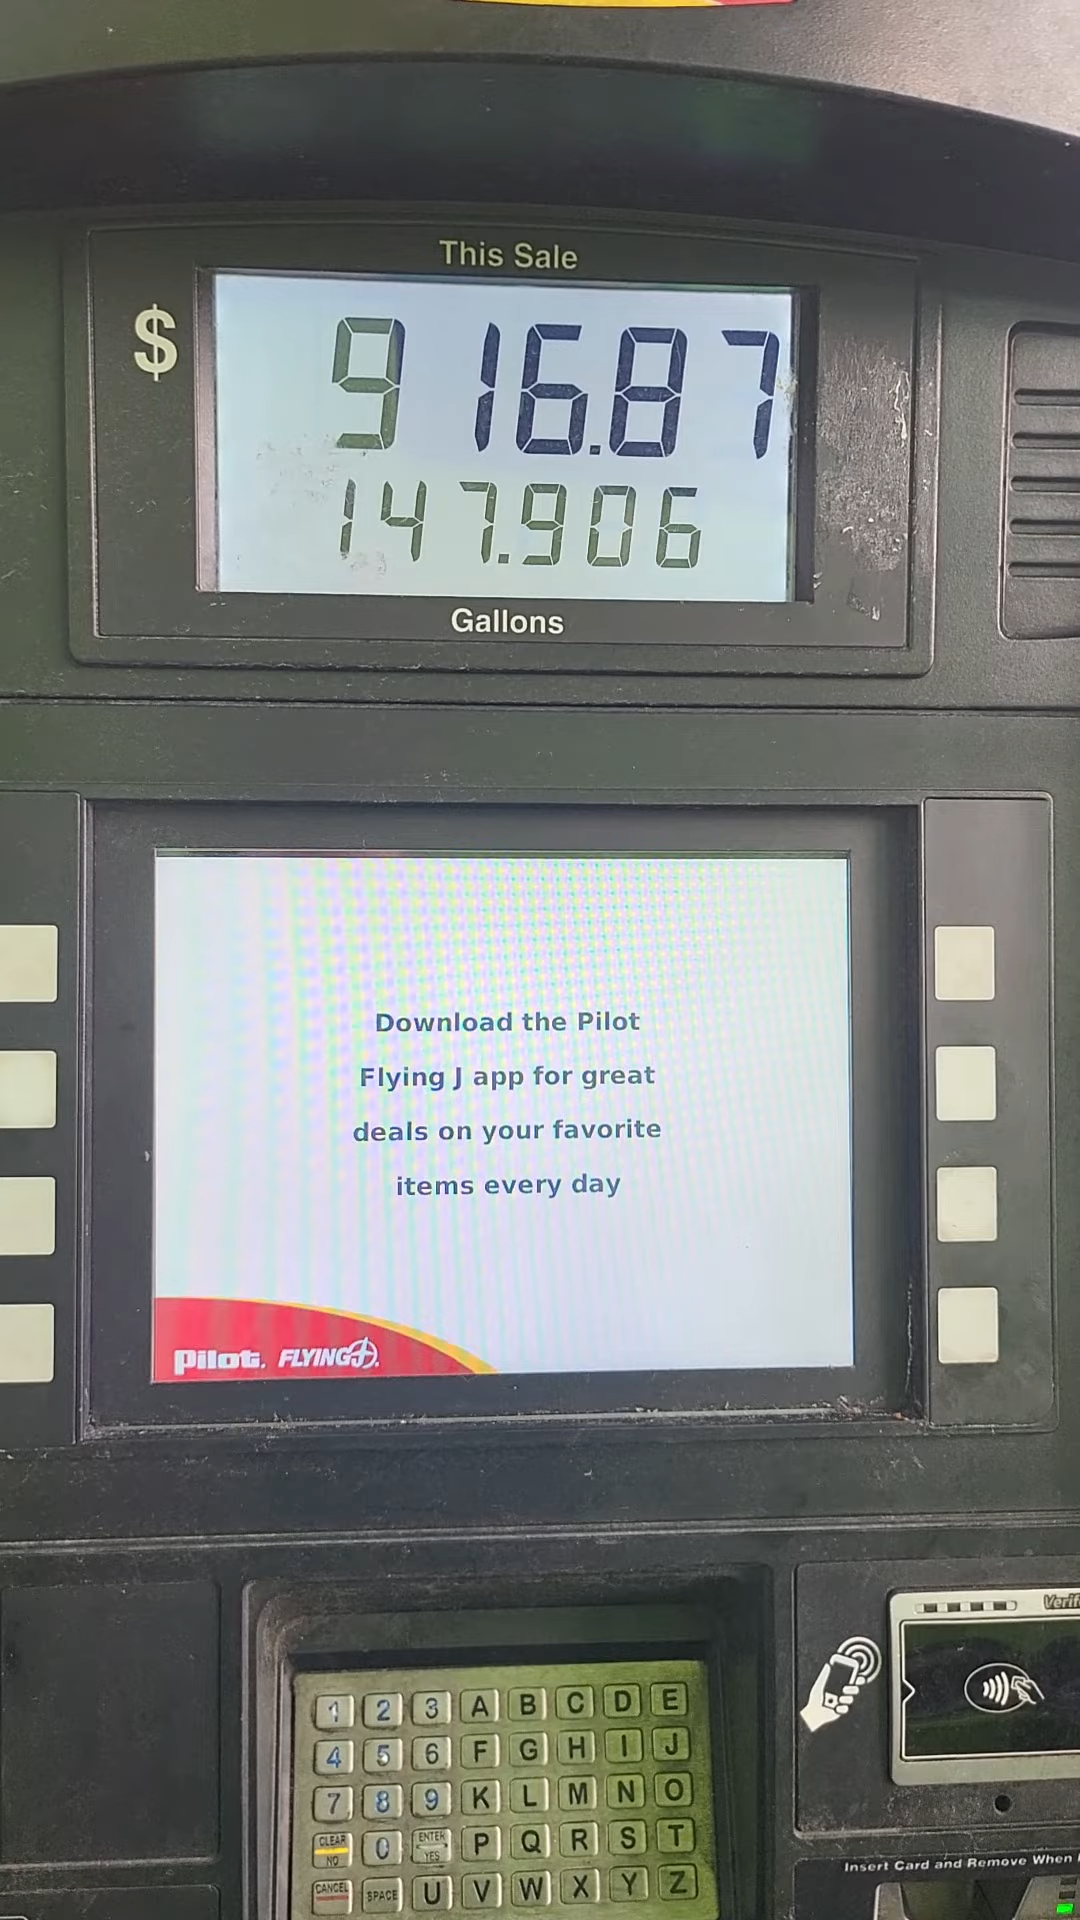 This Sale
$ 916.87
147.906
Gallons
Download the Pilot
Flying J app for great
deals on your favorite
items every day
PILOT. FLYING J.
Verif
1 2 3 A B C D E
4 5 6 F G H I J
7 8 9 K L M N O
CLEAR NO 0 ENTER YES P Q R S T
CANCEL SPACE U V W X Y Z
Insert Card and Remove When